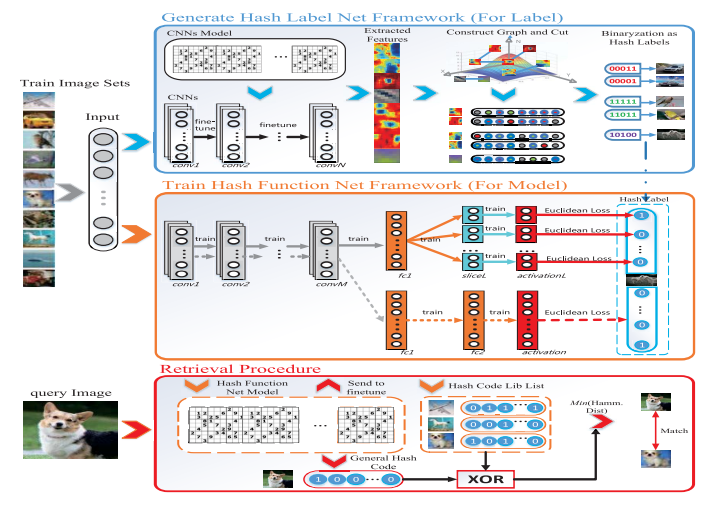 Generate Hash Label Net Framework (For Label)
CNNs Model
Extracted
Features
Construct Graph and Cut
Binaryzation as
Hash Labels
Train Image Sets
Input
CNNs
fine-
tune
finetune
conv1
conv2
convN
00011
00001
11111
11011
10100
Train Hash Function Net Framework (For Model)
Hash Label
train
train
train
train
train
conv1
conv2
convM
fc1
train
train
train
sliceL
activationL
Euclidean Loss
Euclidean Loss
Euclidean Loss
1
0
0
train
train
Euclidean Loss
fc1
fc2
activation
0
0
1
Retrieval Procedure
query Image
Hash Function
Net Model
Send to
finetune
Hash Code Lib List
0 1 1 1
0 0 1 0
1 0 1 0
Min(Hamm.
Dist)
Match
General Hash
Code
1 0 0 0
XOR